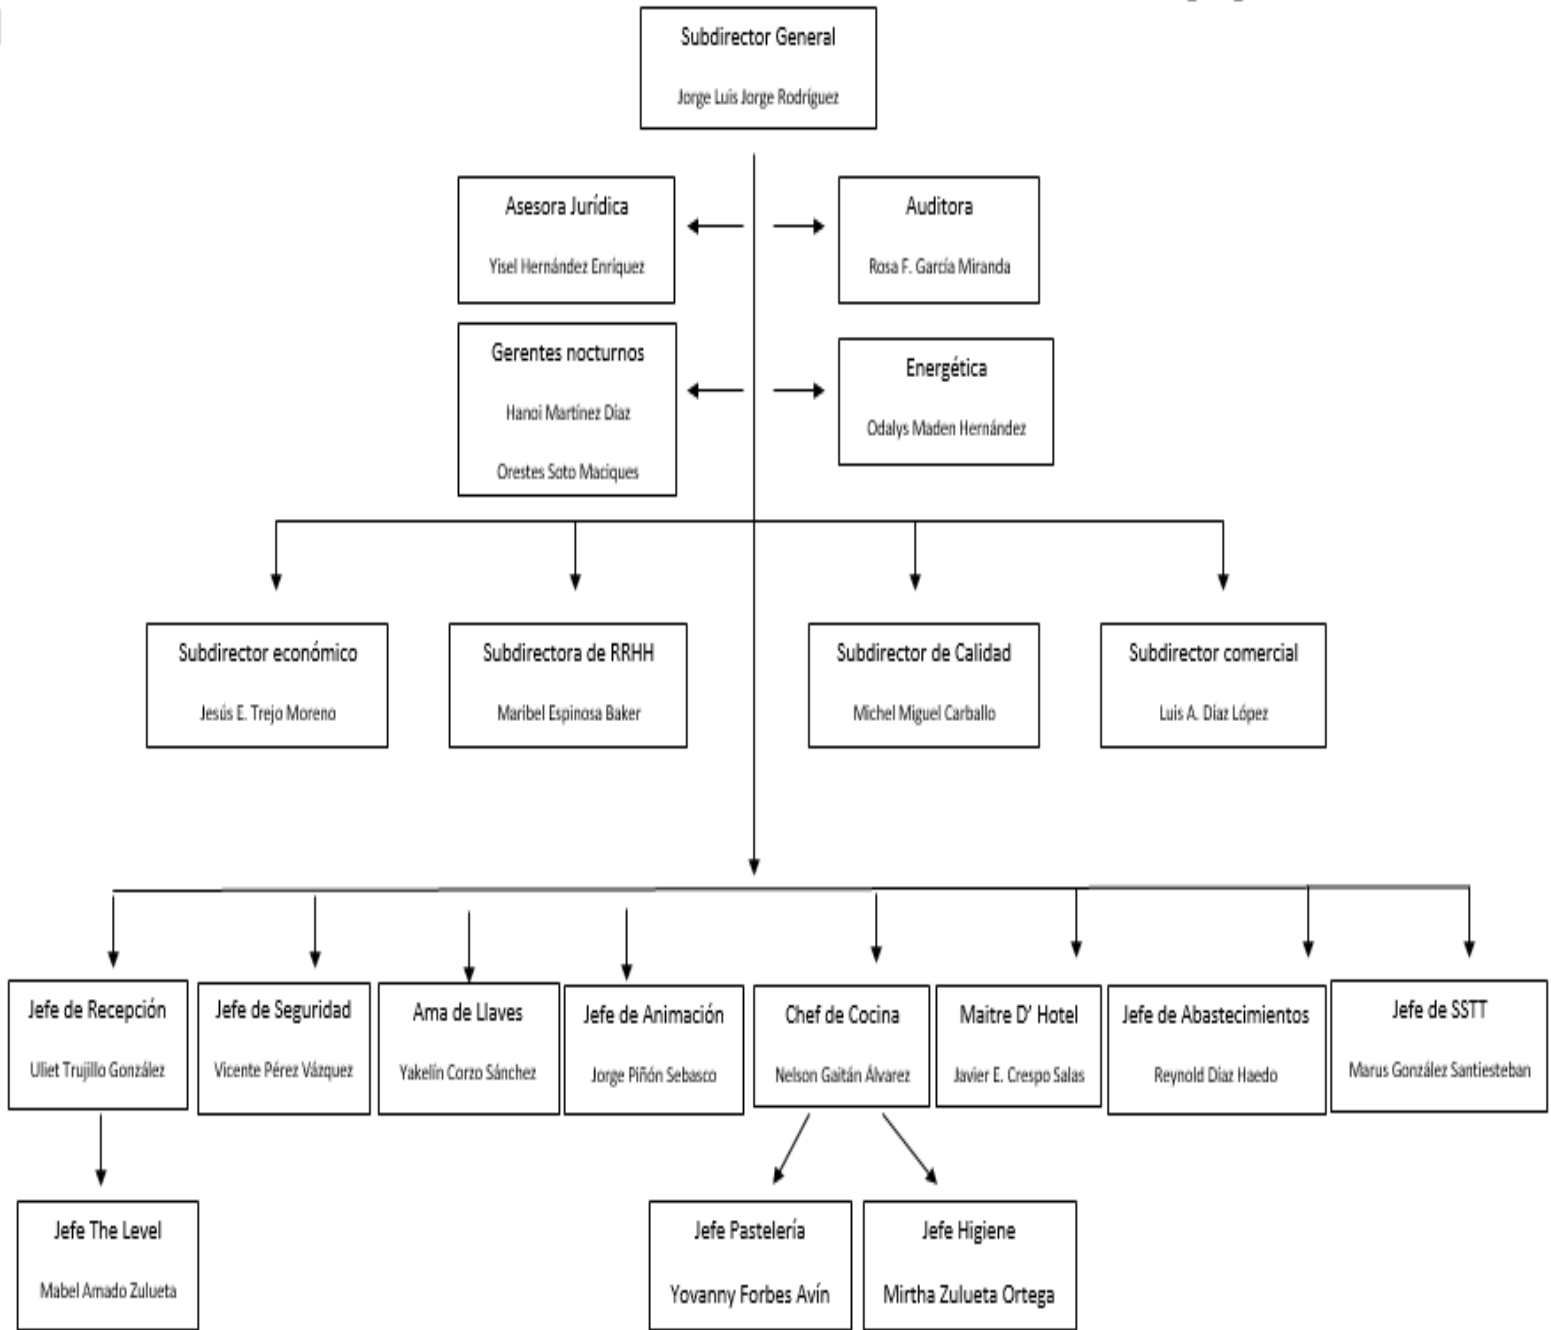 Subdirector General
Jorge Luis Jorge Rodríguez
Asesora Jurídica
Yisel Hernández Enríquez
Auditora
Rosa F. García Miranda
Gerentes nocturnos
Hanoi Martínez Díaz
Orestes Soto Maciques
Energética
Odalys Maden Hernández
Subdirector económico
Jesús E. Trejo Moreno
Subdirectora de RRHH
Maribel Espinosa Baker
Subdirector de Calidad
Michel Miguel Carballo
Subdirector comercial
Luis A. Díaz López
Jefe de Recepción
Uliet Trujillo González
Jefe de Seguridad
Vicente Pérez Vázquez
Ama de Llaves
Yakelín Corzo Sánchez
Jefe de Animación
Jorge Piñón Sebasco
Chef de Cocina
Nelson Gaitán Álvarez
Maitre D’ Hotel
Javier E. Crespo Salas
Jefe de Abastecimientos
Reynold Díaz Haedo
Jefe de SSTT
Marus González Santiesteban
Jefe The Level
Mabel Amado Zulueta
Jefe Pastelería
Yovanny Forbes Avín
Jefe Higiene
Mirtha Zulueta Ortega